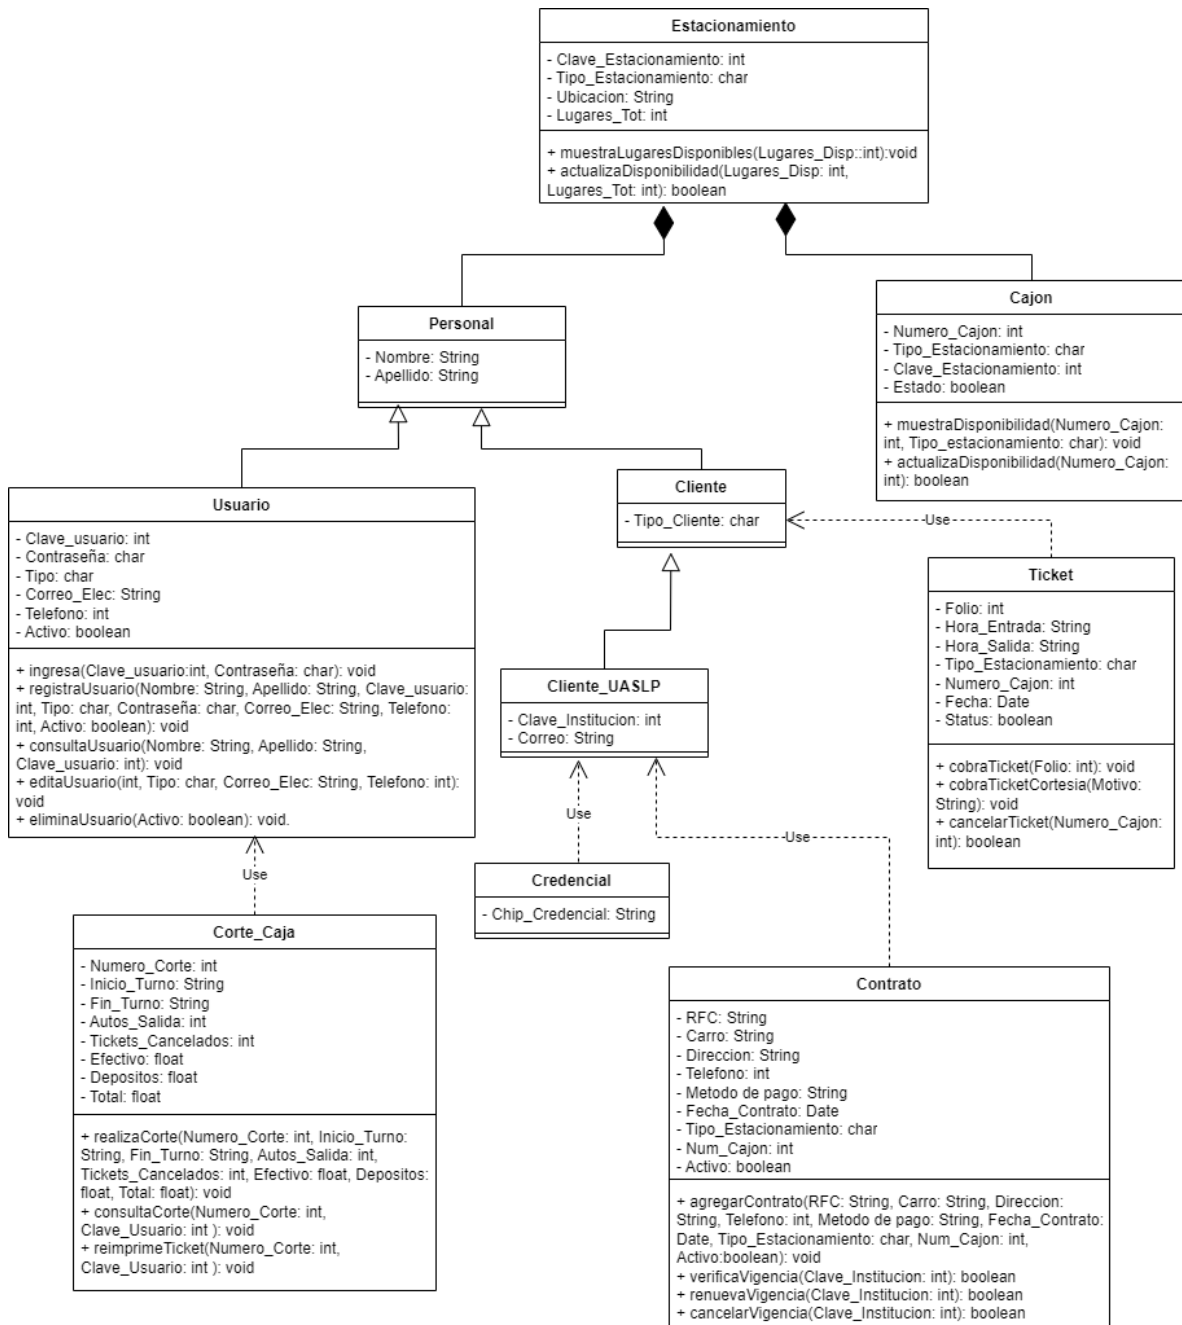 Estacionamiento
- Clave_Estacionamiento: int
- Tipo_Estacionamiento: char
- Ubicacion: String
- Lugares_Tot: int
+ muestraLugaresDisponibles(Lugares_Disp::int):void
+ actualizaDisponibilidad(Lugares_Disp: int,
Lugares_Tot: int): boolean
Personal
- Nombre: String
- Apellido: String
Cajon
- Numero_Cajon: int
- Tipo_Estacionamiento: char
- Clave_Estacionamiento: int
- Estado: boolean
+ muestraDisponibilidad(Numero_Cajon:
int, Tipo_estacionamiento: char): void
+ actualizaDisponibilidad(Numero_Cajon:
int): boolean
Usuario
- Clave_usuario: int
- Contraseña: char
- Tipo: char
- Correo_Elec: String
- Telefono: int
- Activo: boolean
+ ingresa(Clave_usuario:int, Contraseña: char): void
+ registraUsuario(Nombre: String, Apellido: String, Clave_usuario:
int, Tipo: char, Contraseña: char, Correo_Elec: String, Telefono:
int, Activo: boolean): void
+ consultaUsuario(Nombre: String, Apellido: String,
Clave_usuario: int): void
+ editaUsuario(int, Tipo: char, Correo_Elec: String, Telefono: int):
void
+ eliminaUsuario(Activo: boolean): void.
Cliente
- Tipo_Cliente: char
Use
Ticket
- Folio: int
- Hora_Entrada: String
- Hora_Salida: String
- Tipo_Estacionamiento: char
- Numero_Cajon: int
- Fecha: Date
- Status: boolean
+ cobraTicket(Folio: int): void
+ cobraTicketCortesia(Motivo:
String): void
+ cancelarTicket(Numero_Cajon:
int): boolean
Cliente_UASLP
- Clave_Institucion: int
- Correo: String
Use
Use
Use
Credencial
- Chip_Credencial: String
Corte_Caja
- Numero_Corte: int
- Inicio_Turno: String
- Fin_Turno: String
- Autos_Salida: int
- Tickets_Cancelados: int
- Efectivo: float
- Depositos: float
- Total: float
+ realizaCorte(Numero_Corte: int, Inicio_Turno:
String, Fin_Turno: String, Autos_Salida: int,
Tickets_Cancelados: int, Efectivo: float, Depositos:
float, Total: float): void
+ consultaCorte(Numero_Corte: int,
Clave_Usuario: int ): void
+ reimprimeTicket(Numero_Corte: int,
Clave_Usuario: int ): void
Contrato
- RFC: String
- Carro: String
- Direccion: String
- Telefono: int
- Metodo de pago: String
- Fecha_Contrato: Date
- Tipo_Estacionamiento: char
- Num_Cajon: int
- Activo: boolean
+ agregarContrato(RFC: String, Carro: String, Direccion:
String, Telefono: int, Metodo de pago: String, Fecha_Contrato:
Date, Tipo_Estacionamiento: char, Num_Cajon: int,
Activo:boolean): void
+ verificaVigencia(Clave_Institucion: int): boolean
+ renuevaVigencia(Clave_Institucion: int): boolean
+ cancelarVigencia(Clave_Institucion: int): boolean